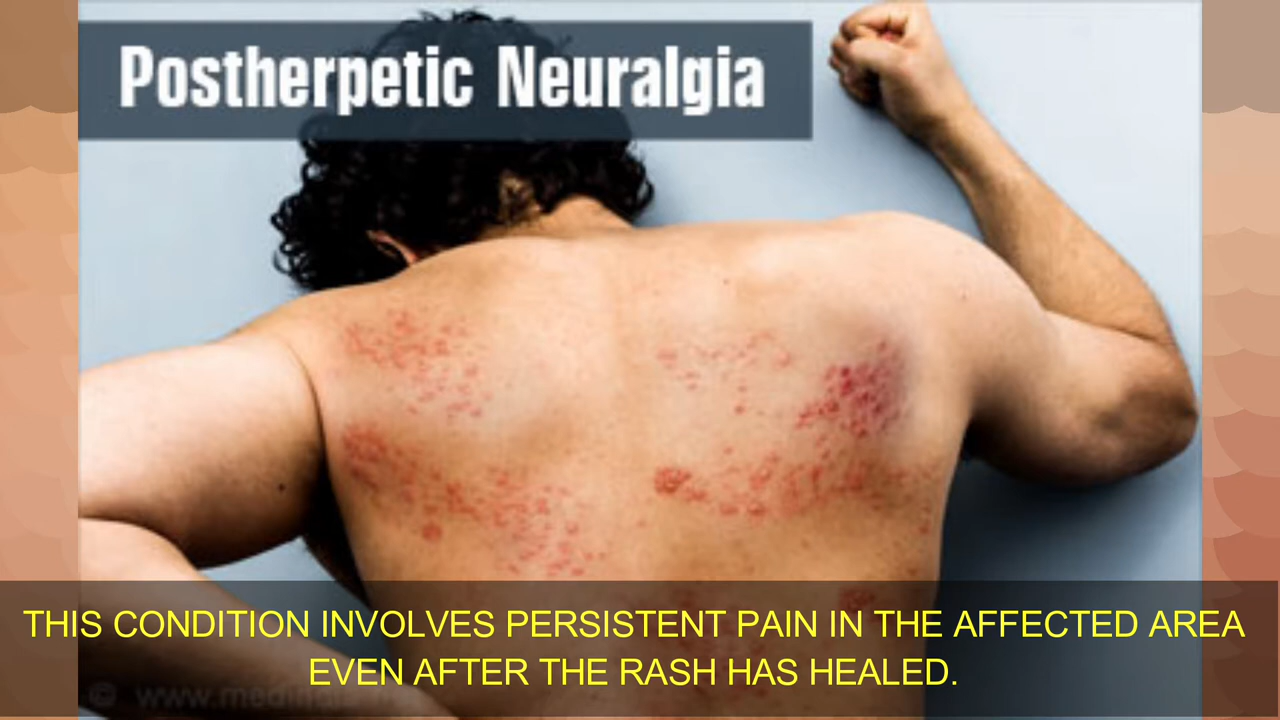 Postherpetic Neuralgia
THIS CONDITION INVOLVES PERSISTENT PAIN IN THE AFFECTED AREA
EVEN AFTER THE RASH HAS HEALED.